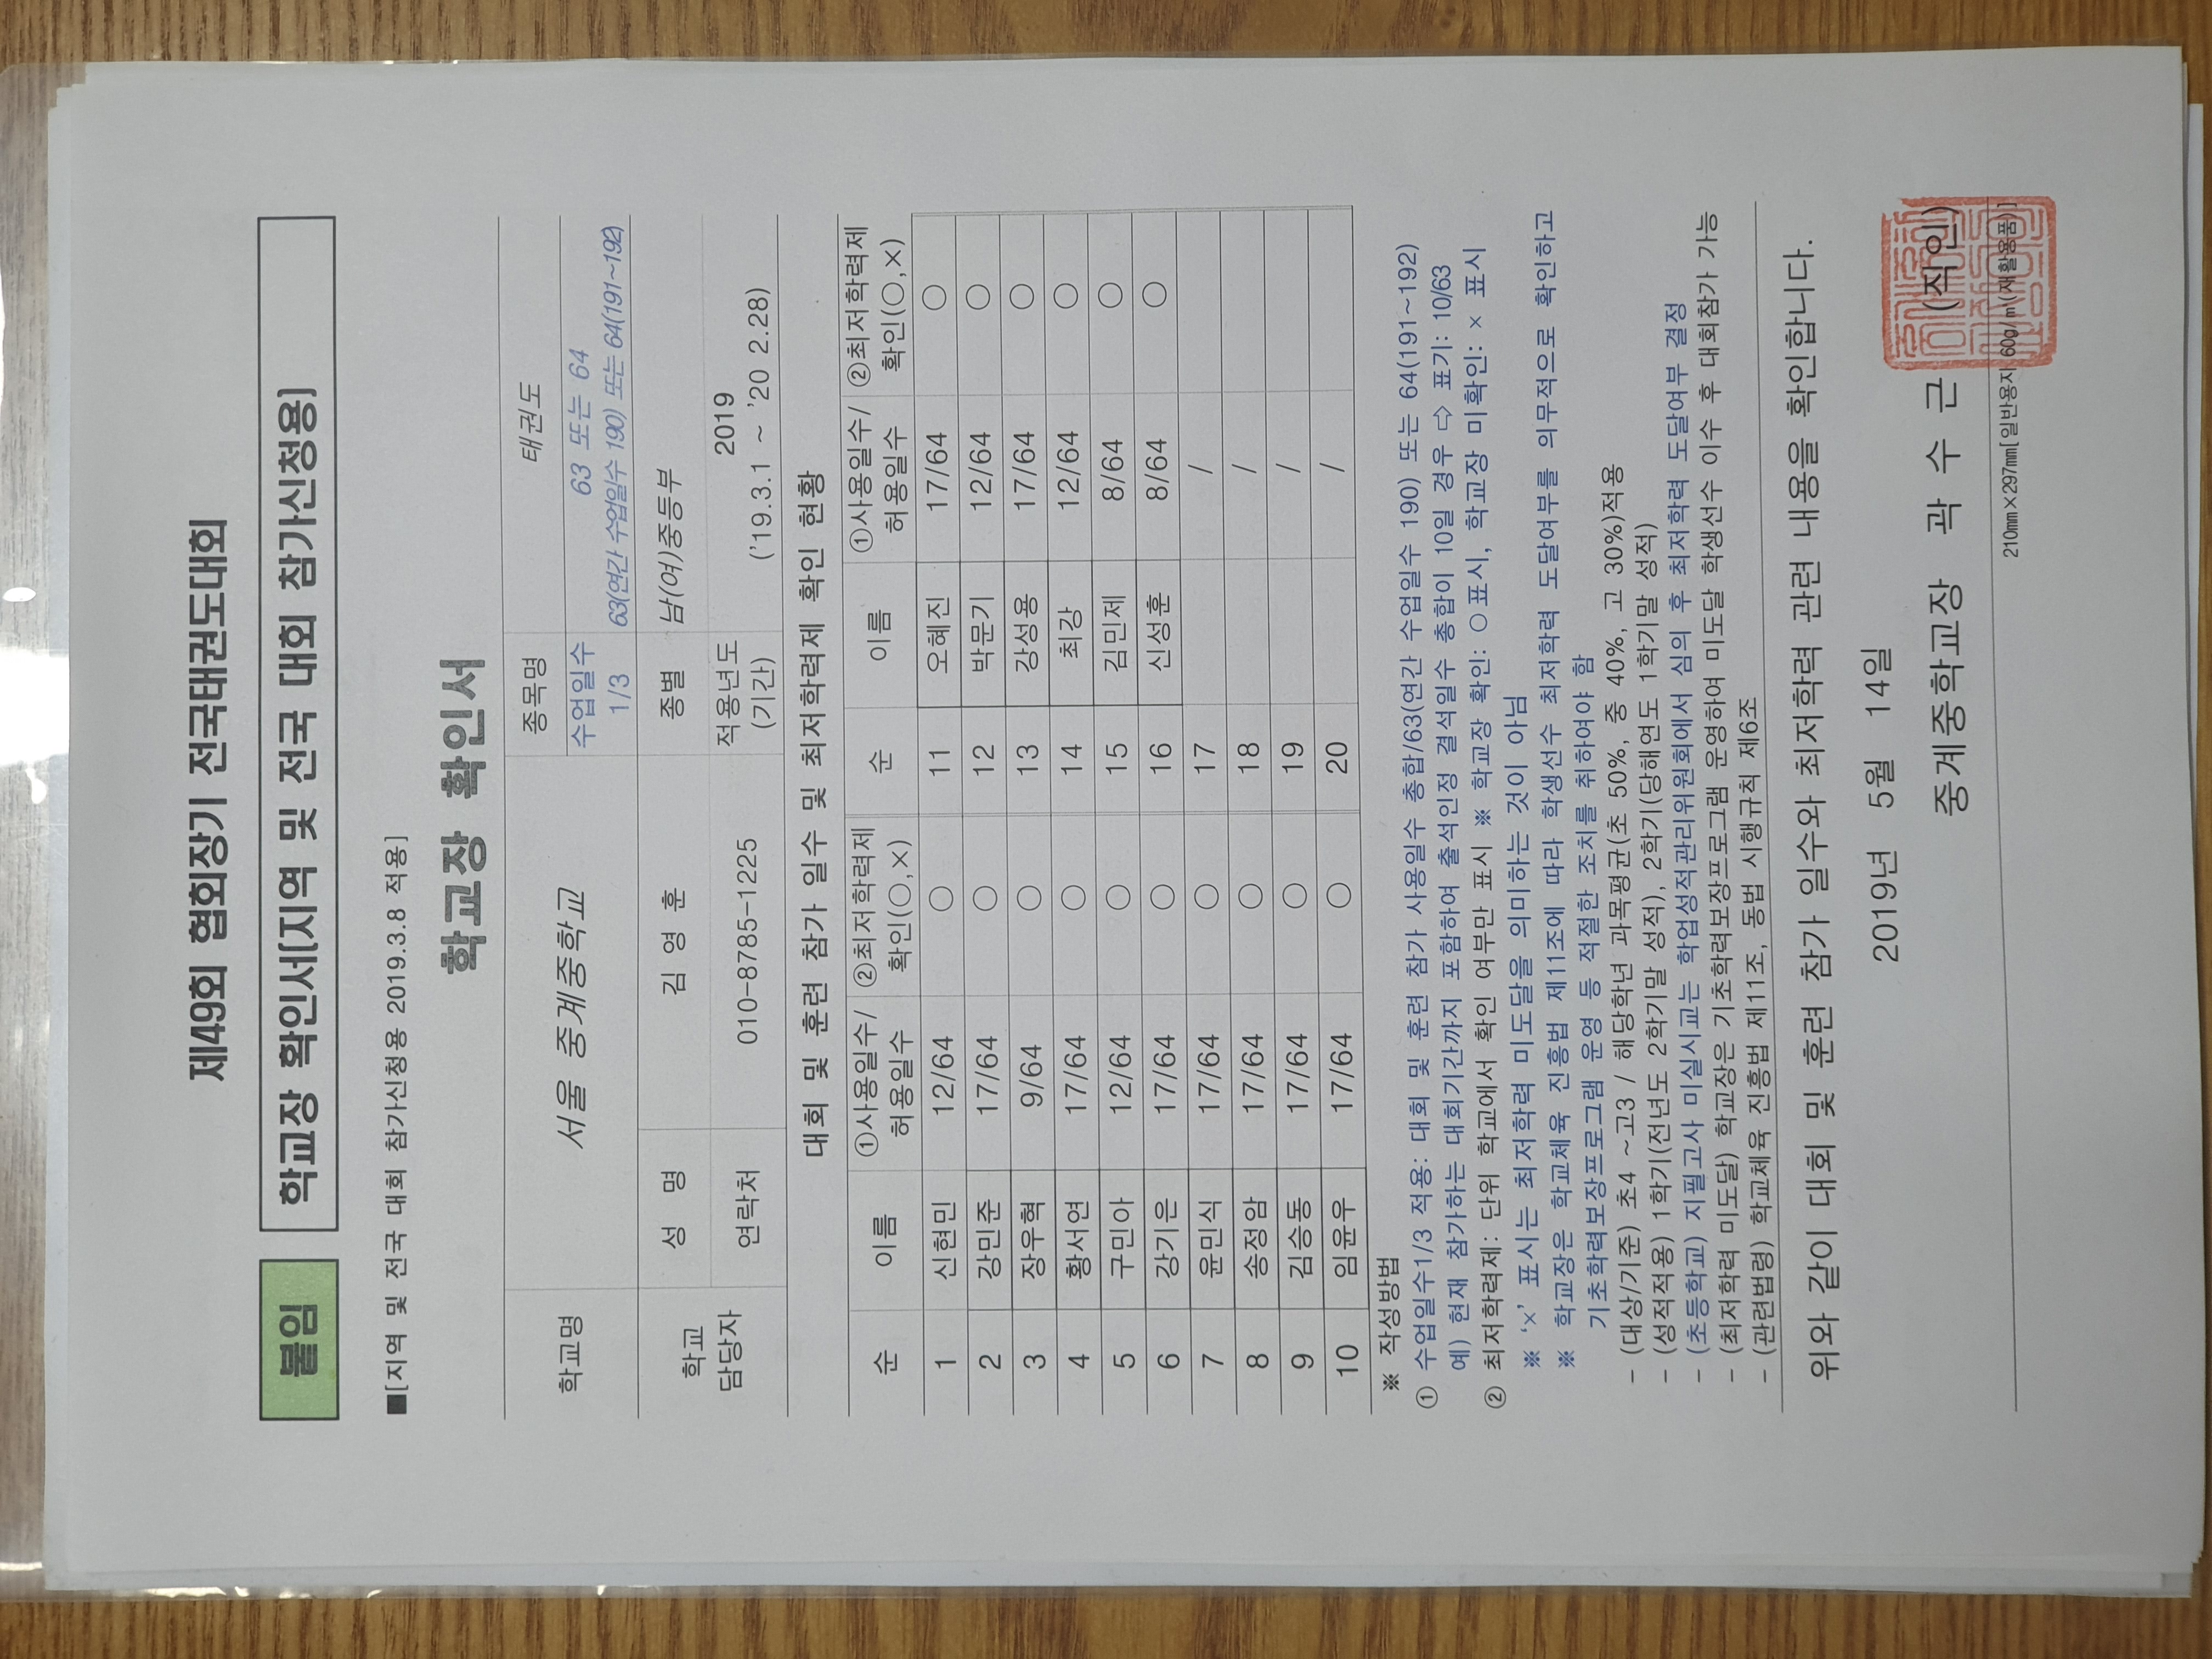 제49회 협회장기 전국태권도대회
붙임 학교장 확인서[지역 및 전국 대회 참가신청용]
■[지역 및 전국 대회 참가신청용 2019.3.8 적용]
학교장 확인서
학교명 서울 중계중학교 종목명 태권도
수업일수 1/3 63 또는 64
63(연간 수업일수 190) 또는 64(191~192)
학교 담당자 성 명 김 영 훈 종별 남(여)중등부
연락처 010-8785-1225 적용년도 (기간) 2019
('19.3.1 ~ '20 2.28)
대회 및 훈련 참가 일수 및 최저학력제 확인 현황
순 이름 ①사용일수/허용일수 ②최저학력제 확인(○,×) 순 이름 ①사용일수/허용일수 ②최저학력제 확인(○,×)
1 신현민 12/64 ○ 11 오혜진 17/64 ○
2 강민준 17/64 ○ 12 박문기 12/64 ○
3 장우혁 9/64 ○ 13 강성용 17/64 ○
4 황서연 17/64 ○ 14 최강 12/64 ○
5 구민아 12/64 ○ 15 김민제 8/64 ○
6 강기은 17/64 ○ 16 신성훈 8/64 ○
7 윤민식 17/64 ○ 17 /
8 송정암 17/64 ○ 18 /
9 김승동 17/64 ○ 19 /
10 임윤우 17/64 ○ 20 /
※ 작성방법
① 수업일수1/3 적용: 대회 및 훈련 참가 사용일수 총합/63(연간 수업일수 190) 또는 64(191~192)
예) 현재 참가하는 대회기간까지 포함하여 출석인정 결석일수 총합이 10일 경우 ⇨ 표기: 10/63
② 최저학력제: 단위 학교에서 확인 여부만 표시 ※ 학교장 확인: ○표시, 학교장 미확인: × 표시
※ '×' 표시는 최저학력 미도달을 의미하는 것이 아님
※ 학교장은 학교체육 진흥법 제11조에 따라 학생선수 최저학력 도달여부를 의무적으로 확인하고
기초학력보장프로그램 운영 등 적절한 조치를 취하여야 함
- (대상/기준) 초4 ~고3 / 해당학년 과목평균(초 50%, 중 40%, 고 30%)적용
- (성적적용) 1학기(전년도 2학기말 성적), 2학기(당해연도 1학기말 성적)
- (초등학교) 지필고사 미실시교는 학업성적관리위원회에서 심의 후 최저학력 도달여부 결정
- (최저학력 미도달) 학교장은 기초학력보장프로그램 운영하여 미도달 학생선수 이수 후 대회참가 가능
- (관련법령) 학교체육 진흥법 제11조, 동법 시행규칙 제6조
위와 같이 대회 및 훈련 참가 일수와 최저학력 관련 내용을 확인합니다.
2019년 5월 14일
중계중학교장 곽 수 근 (직인)
210㎜×297㎜[일반용지 60g/㎡(재활용품)]